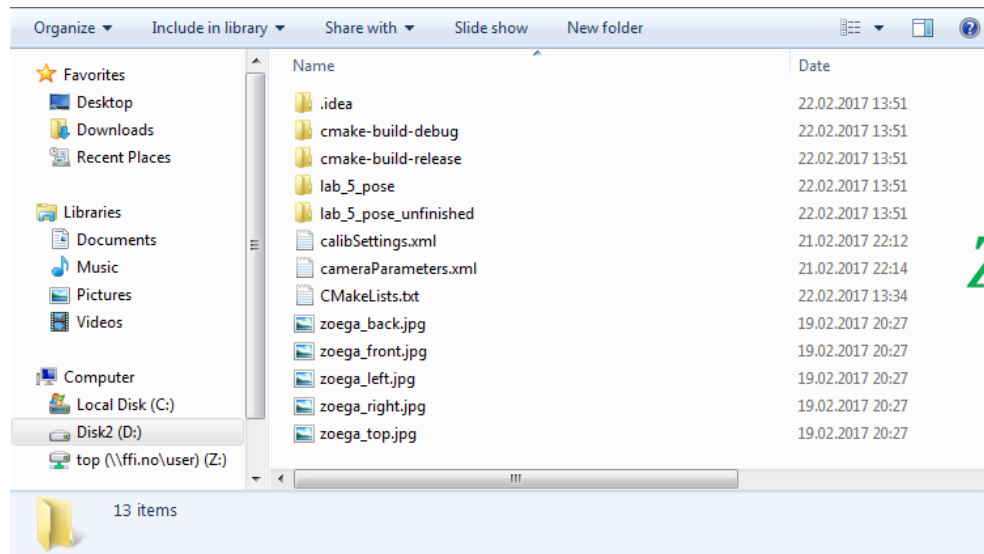 Organize Include in library Share with Slide show New folder
Favorites
Desktop
Downloads
Recent Places
Libraries
Documents
Music
Pictures
Videos
Computer
Local Disk (C:)
Disk2 (D:)
top (\\ffi.no\user) (Z:)
Name Date
.idea 22.02.2017 13:51
cmake-build-debug 22.02.2017 13:51
cmake-build-release 22.02.2017 13:51
lab_5_pose 22.02.2017 13:51
lab_5_pose_unfinished 22.02.2017 13:51
calibSettings.xml 21.02.2017 22:12
cameraParameters.xml 21.02.2017 22:14
CMakeLists.txt 22.02.2017 13:34
zoega_back.jpg 19.02.2017 20:27
zoega_front.jpg 19.02.2017 20:27
zoega_left.jpg 19.02.2017 20:27
zoega_right.jpg 19.02.2017 20:27
zoega_top.jpg 19.02.2017 20:27
13 items